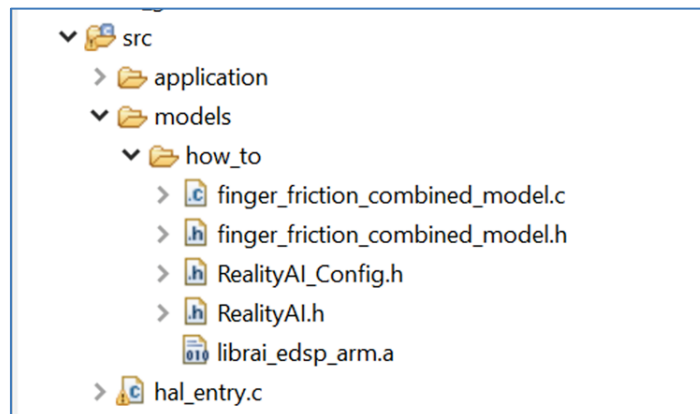 src
application
models
how_to
finger_friction_combined_model.c
finger_friction_combined_model.h
RealityAI_Config.h
RealityAI.h
librai_edsp_arm.a
hal_entry.c